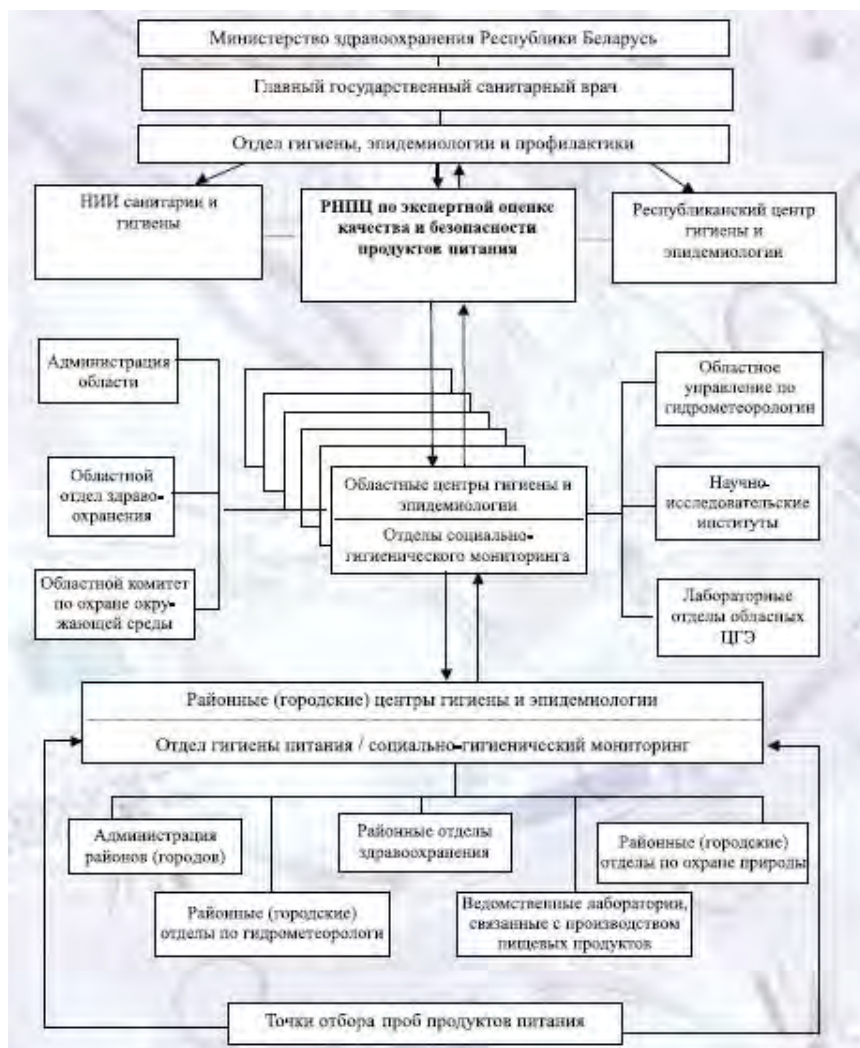 Министерство здравоохранения Республики Беларусь
Главный государственный санитарный врач
Отдел гигиены, эпидемиологии и профилактики
НИИ санитарии и
гигиены
РНПЦ по экспертной оценке
качества и безопасности
продуктов питания
Республиканский центр
гигиены и
эпидемиологии
Администрация
области
Областной
отдел здраво-
охранения
Областной комитет
по охране окру-
жающей среды
Областные центры гигиены и
эпидемиологии
Отделы социально-
гигиенического мониторинга
Областное
управление по
гидрометеорологии
Научно-
исследовательские
институты
Лабораторные
отделы обласных
ЦГЭ
Районные (городские) центры гигиены и эпидемиологии
Отдел гигиены питания / социально-гигиенический мониторинг
Администрация
районов (городов)
Районные отделы
здравоохранения
Районные (городские)
отделы по охране природы
Районные (городские)
отделы по гидрометеорологи
Ведомственные лаборатории,
связанные с производством
пищевых продуктов
Точки отбора проб продуктов питания